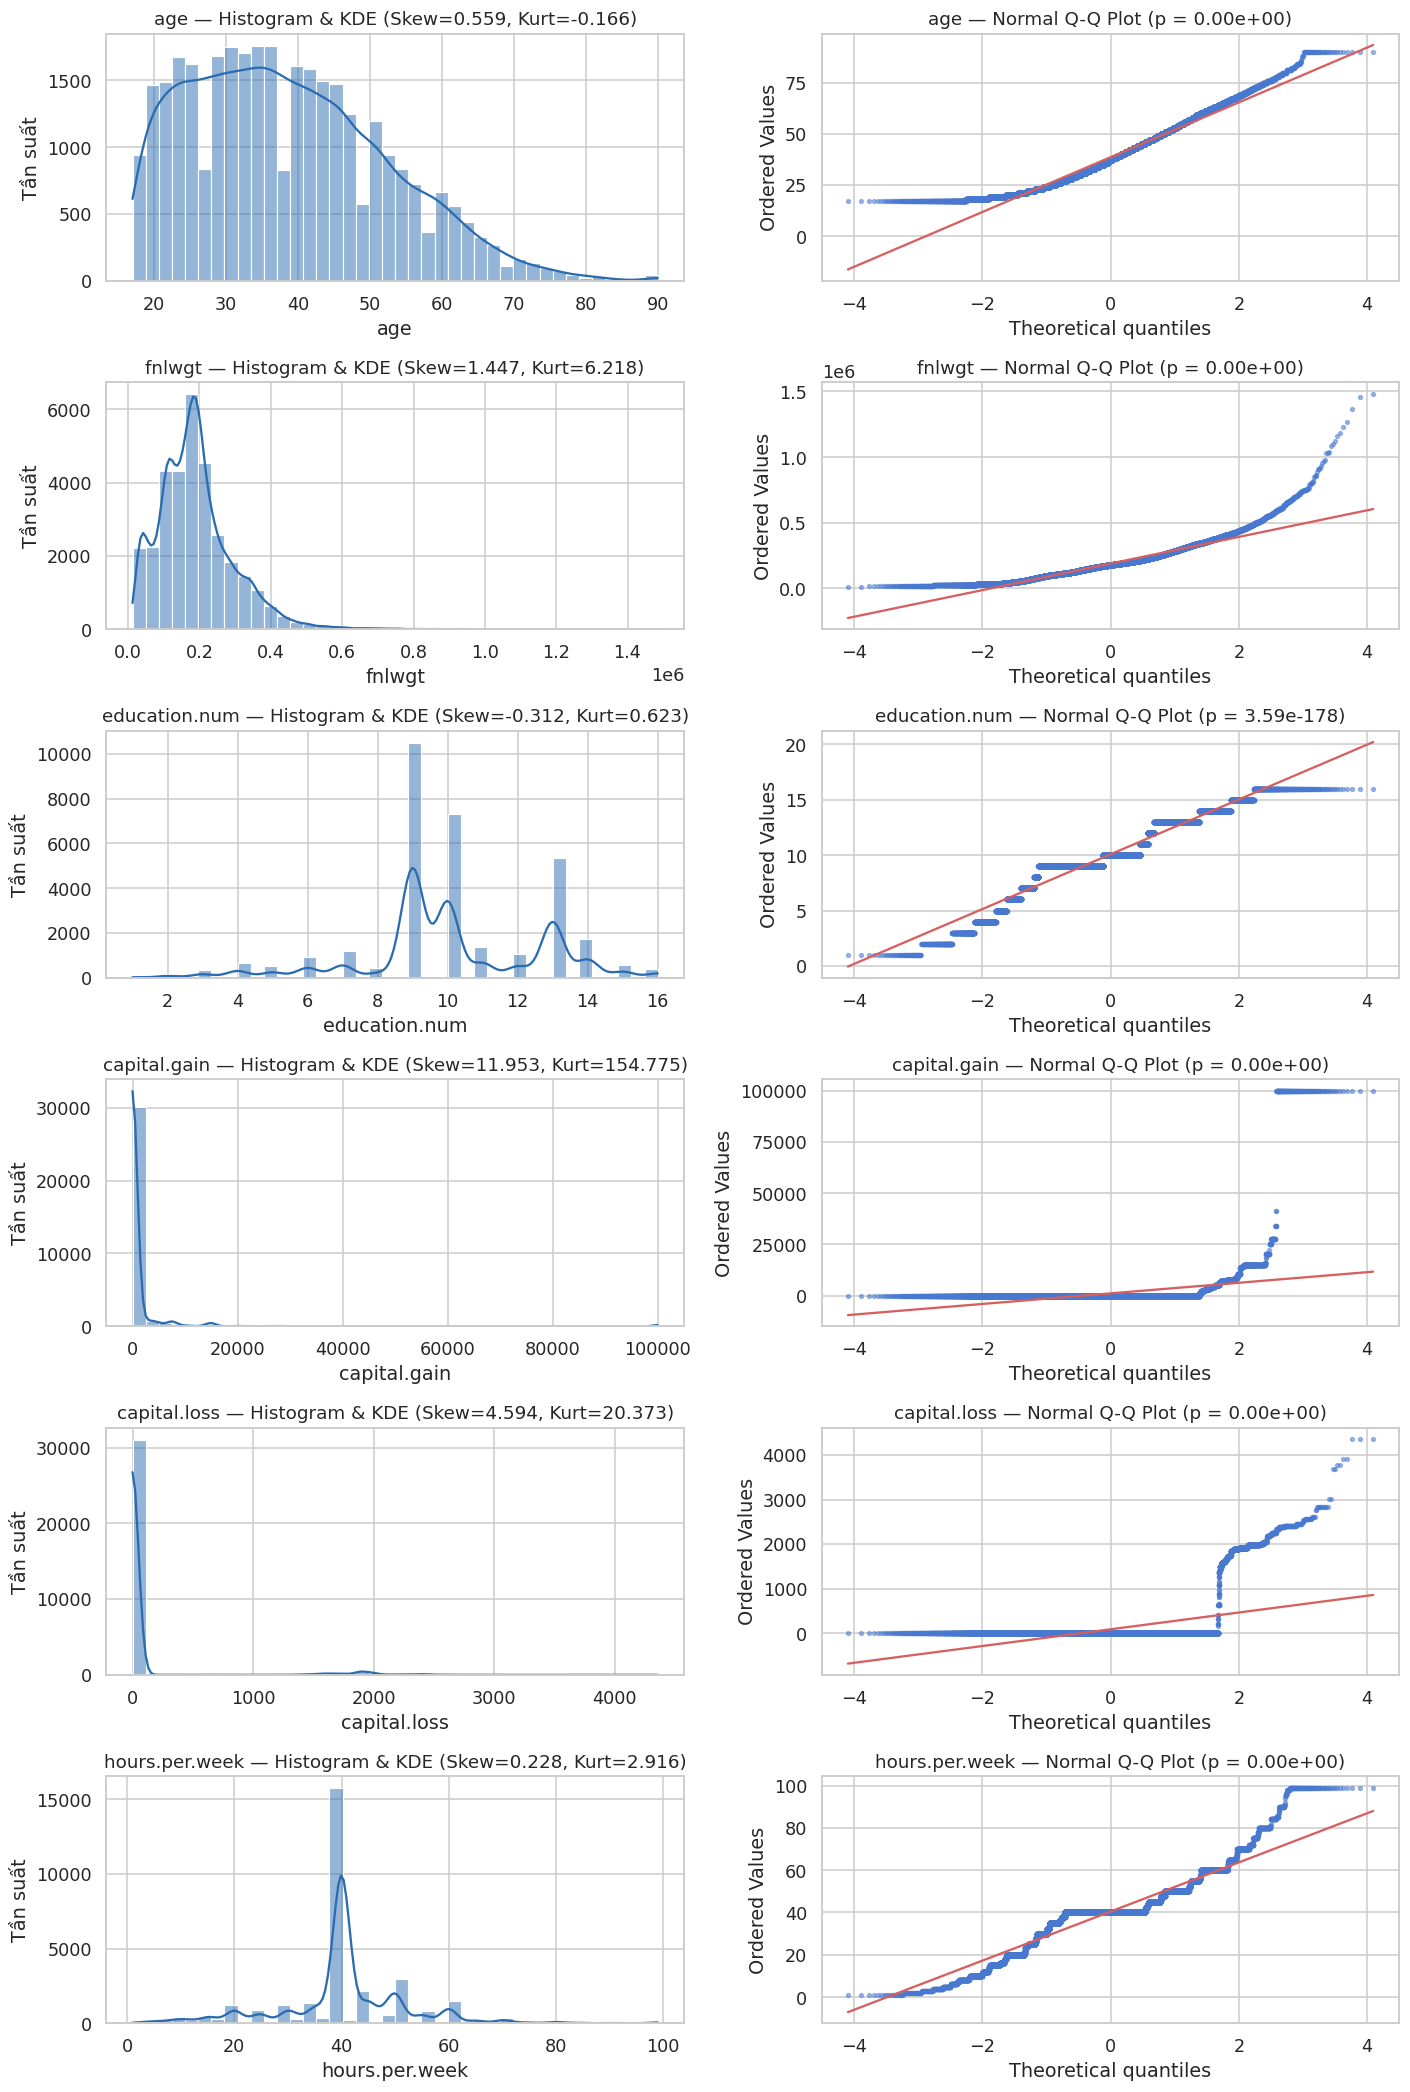 age — Histogram & KDE (Skew=0.559, Kurt=-0.166)
Tần suất
1500
1000
500
0
20 30 40 50 60 70 80 90
age
age — Normal Q-Q Plot (p = 0.00e+00)
Ordered Values
75
50
25
0
−4 −2 0 2 4
Theoretical quantiles
fnlwgt — Histogram & KDE (Skew=1.447, Kurt=6.218)
Tần suất
6000
4000
2000
0
0.0 0.2 0.4 0.6 0.8 1.0 1.2 1.4
fnlwgt
1e6
fnlwgt — Normal Q-Q Plot (p = 0.00e+00)
1e6
Ordered Values
1.5
1.0
0.5
0.0
−4 −2 0 2 4
Theoretical quantiles
education.num — Histogram & KDE (Skew=-0.312, Kurt=0.623)
Tần suất
10000
8000
6000
4000
2000
0
2 4 6 8 10 12 14 16
education.num
education.num — Normal Q-Q Plot (p = 3.59e-178)
Ordered Values
20
15
10
5
0
−4 −2 0 2 4
Theoretical quantiles
capital.gain — Histogram & KDE (Skew=11.953, Kurt=154.775)
Tần suất
30000
20000
10000
0
0 20000 40000 60000 80000 100000
capital.gain
capital.gain — Normal Q-Q Plot (p = 0.00e+00)
Ordered Values
100000
75000
50000
25000
0
−4 −2 0 2 4
Theoretical quantiles
capital.loss — Histogram & KDE (Skew=4.594, Kurt=20.373)
Tần suất
30000
20000
10000
0
0 1000 2000 3000 4000
capital.loss
capital.loss — Normal Q-Q Plot (p = 0.00e+00)
Ordered Values
4000
3000
2000
1000
0
−4 −2 0 2 4
Theoretical quantiles
hours.per.week — Histogram & KDE (Skew=0.228, Kurt=2.916)
Tần suất
15000
10000
5000
0
0 20 40 60 80 100
hours.per.week
hours.per.week — Normal Q-Q Plot (p = 0.00e+00)
Ordered Values
100
80
60
40
20
0
−4 −2 0 2 4
Theoretical quantiles